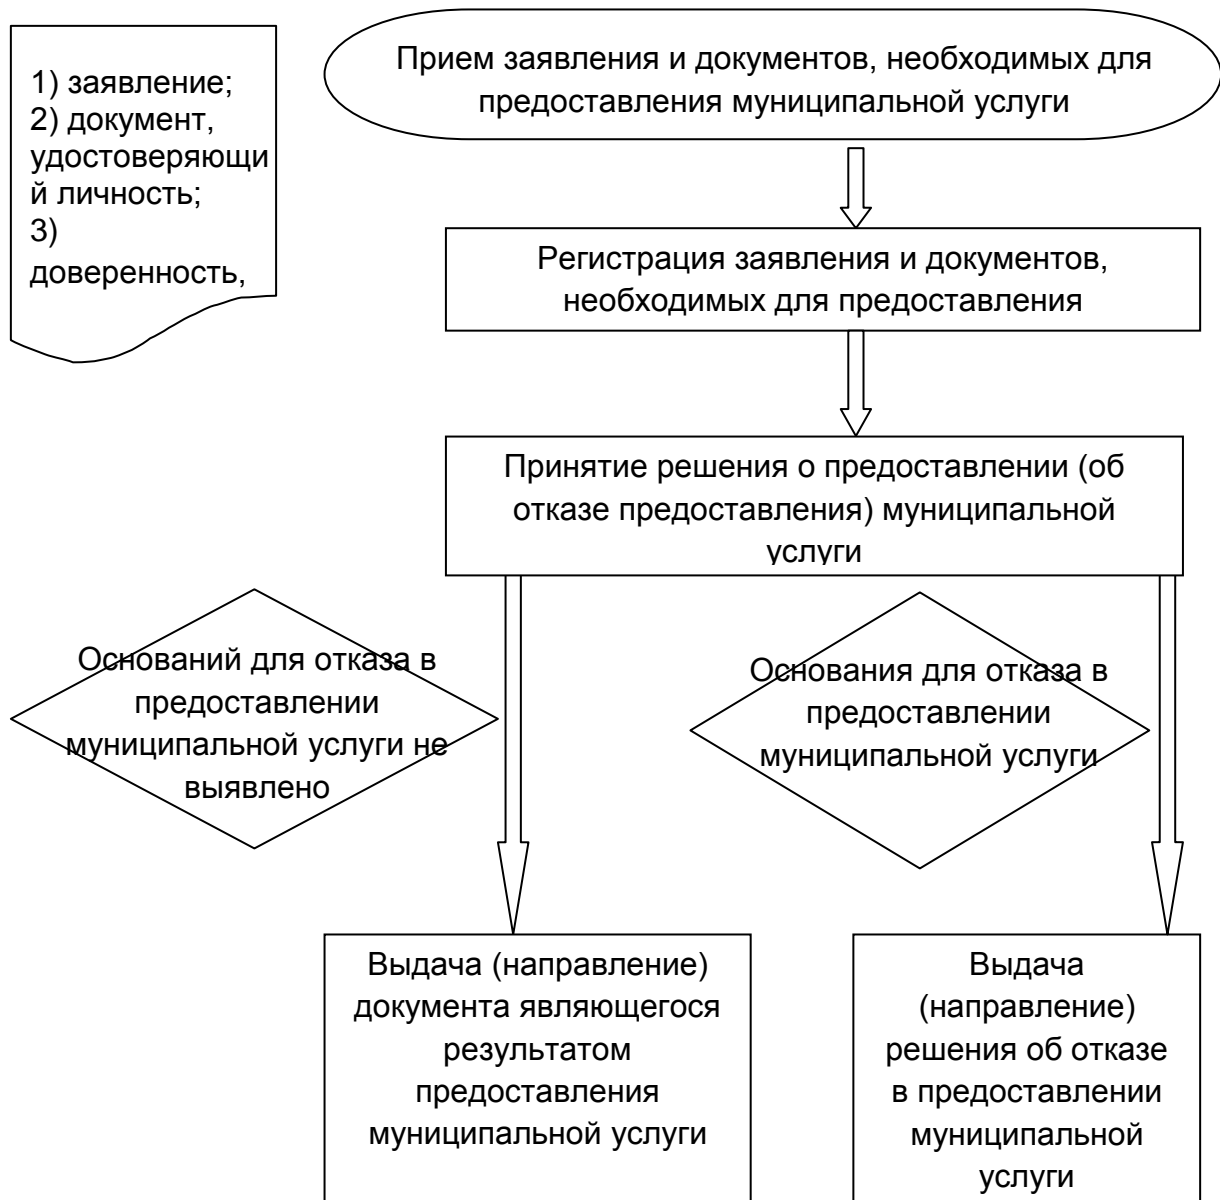 1) заявление;
2) документ,
удостоверяющи
й личность;
3)
доверенность,
Прием заявления и документов, необходимых для
предоставления муниципальной услуги
Регистрация заявления и документов,
необходимых для предоставления
Принятие решения о предоставлении (об
отказе предоставления) муниципальной
услуги
Оснований для отказа в
предоставлении
муниципальной услуги не
выявлено
Основания для отказа в
предоставлении
муниципальной услуги
Выдача (направление)
документа являющегося
результатом
предоставления
муниципальной услуги
Выдача
(направление)
решения об отказе
в предоставлении
муниципальной
услуги